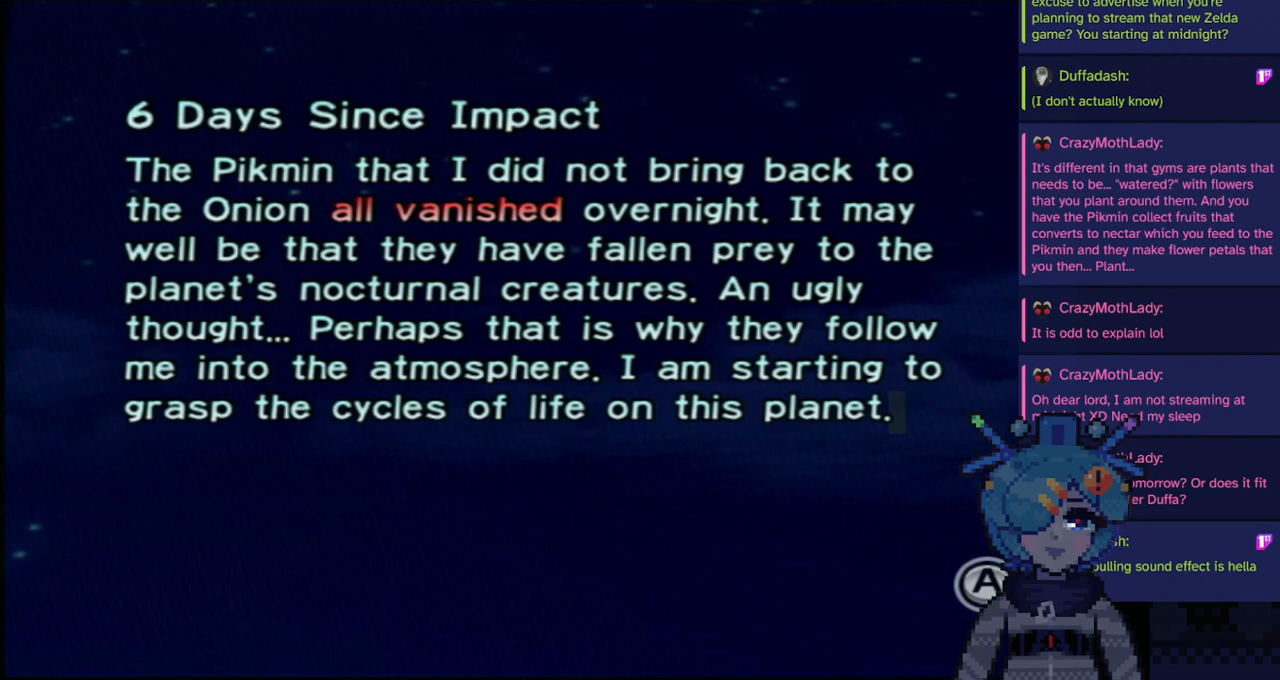 6 Days Since Impact
The Pikmin that I did not bring back to
the Onion all vanished overnight. It may
well be that they have fallen prey to the
planet's nocturnal creatures. An ugly
thought... Perhaps that is why they follow
me into the atmosphere. I am starting to
grasp the cycles of life on this planet.
A
excuse to advertise when you're
planning to stream that new Zelda
game? You starting at midnight?
Duffadash:
1ST
(I don't actually know)
CrazyMothLady:
It's different in that gyms are plants that
needs to be... "watered?" with flowers
that you plant around them. And you
have the Pikmin collect fruits that
converts to nectar which you feed to the
Pikmin and they make flower petals that
you then... Plant...
CrazyMothLady:
It is odd to explain lol
CrazyMothLady:
Oh dear lord, I am not streaming at
XD my sleep
Or does it fit
Duffa?
1ST
sound effect is hella